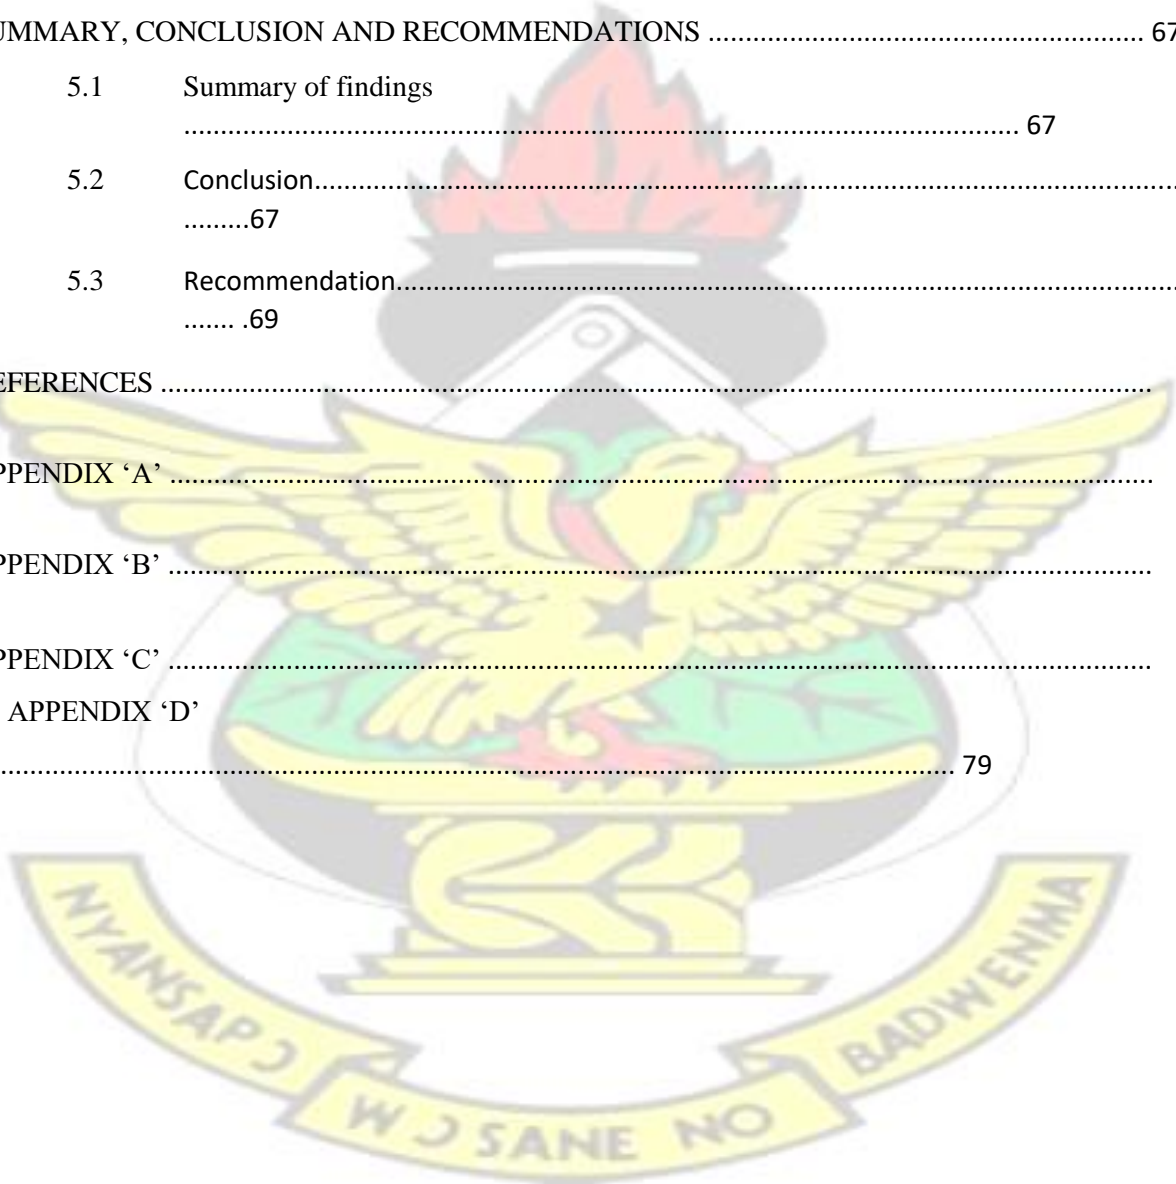 UMMARY, CONCLUSION AND RECOMMENDATIONS ........................................................... 67
5.1 Summary of findings
................................................................................................................. 67
5.2 Conclusion.....................................................................................................................
.........67
5.3 Recommendation..........................................................................................................
....... .69
EFERENCES ......................................................................................................................................
PPENDIX ‘A’ .....................................................................................................................................
PPENDIX ‘B’ .....................................................................................................................................
PPENDIX ‘C’ .....................................................................................................................................
APPENDIX ‘D’
................................................................................................................................. 79
NYANSAPƆ
WƆSANE NO
BADWENMA